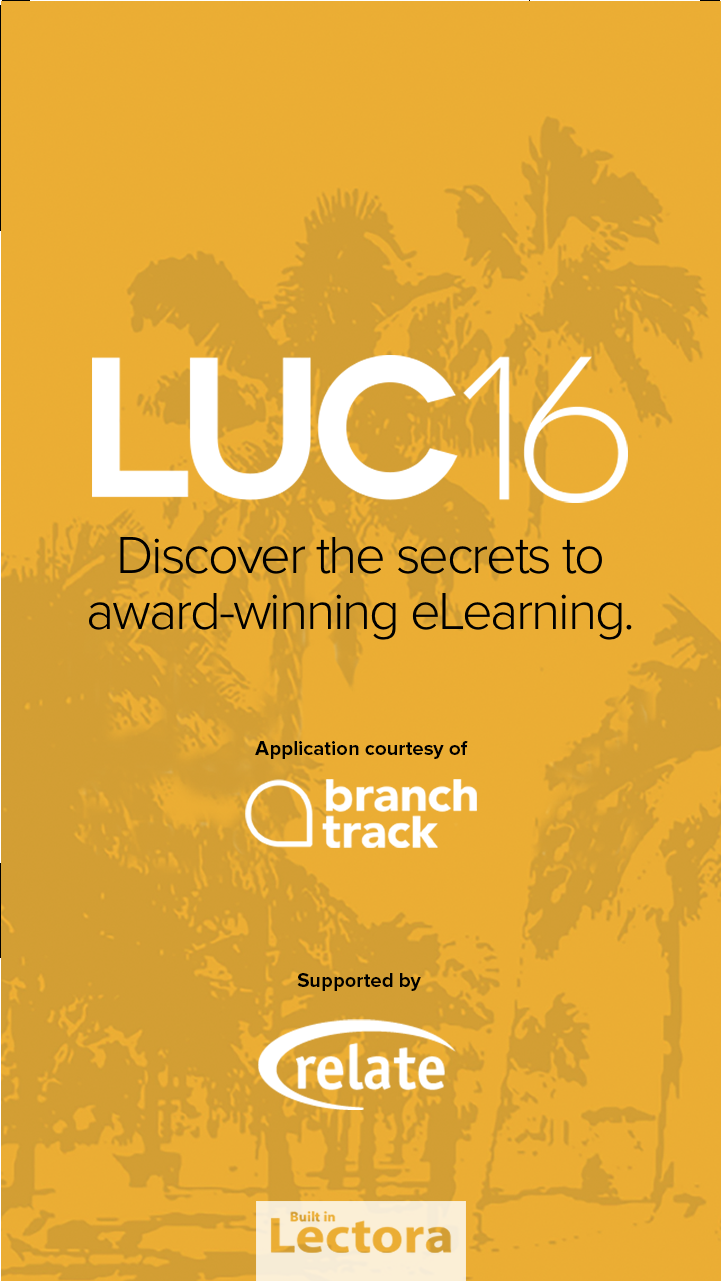 LUC16
Discover the secrets to
award-winning eLearning.
Application courtesy of
branch
track
Supported by
relate
Built in
Lectora